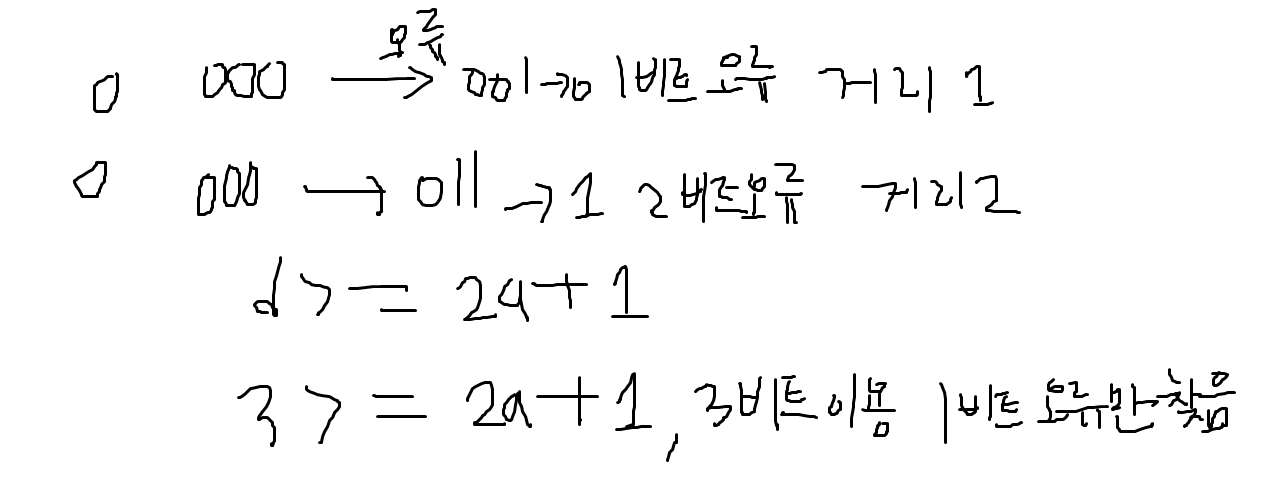 오류
0 000 → 001→0 1비트 오류 거리 1
0 000 → 011 → 1 2비트오류 거리2
d >= 2a+1
3 >= 2a+1, 3비트이용 1비트 오류만찾음